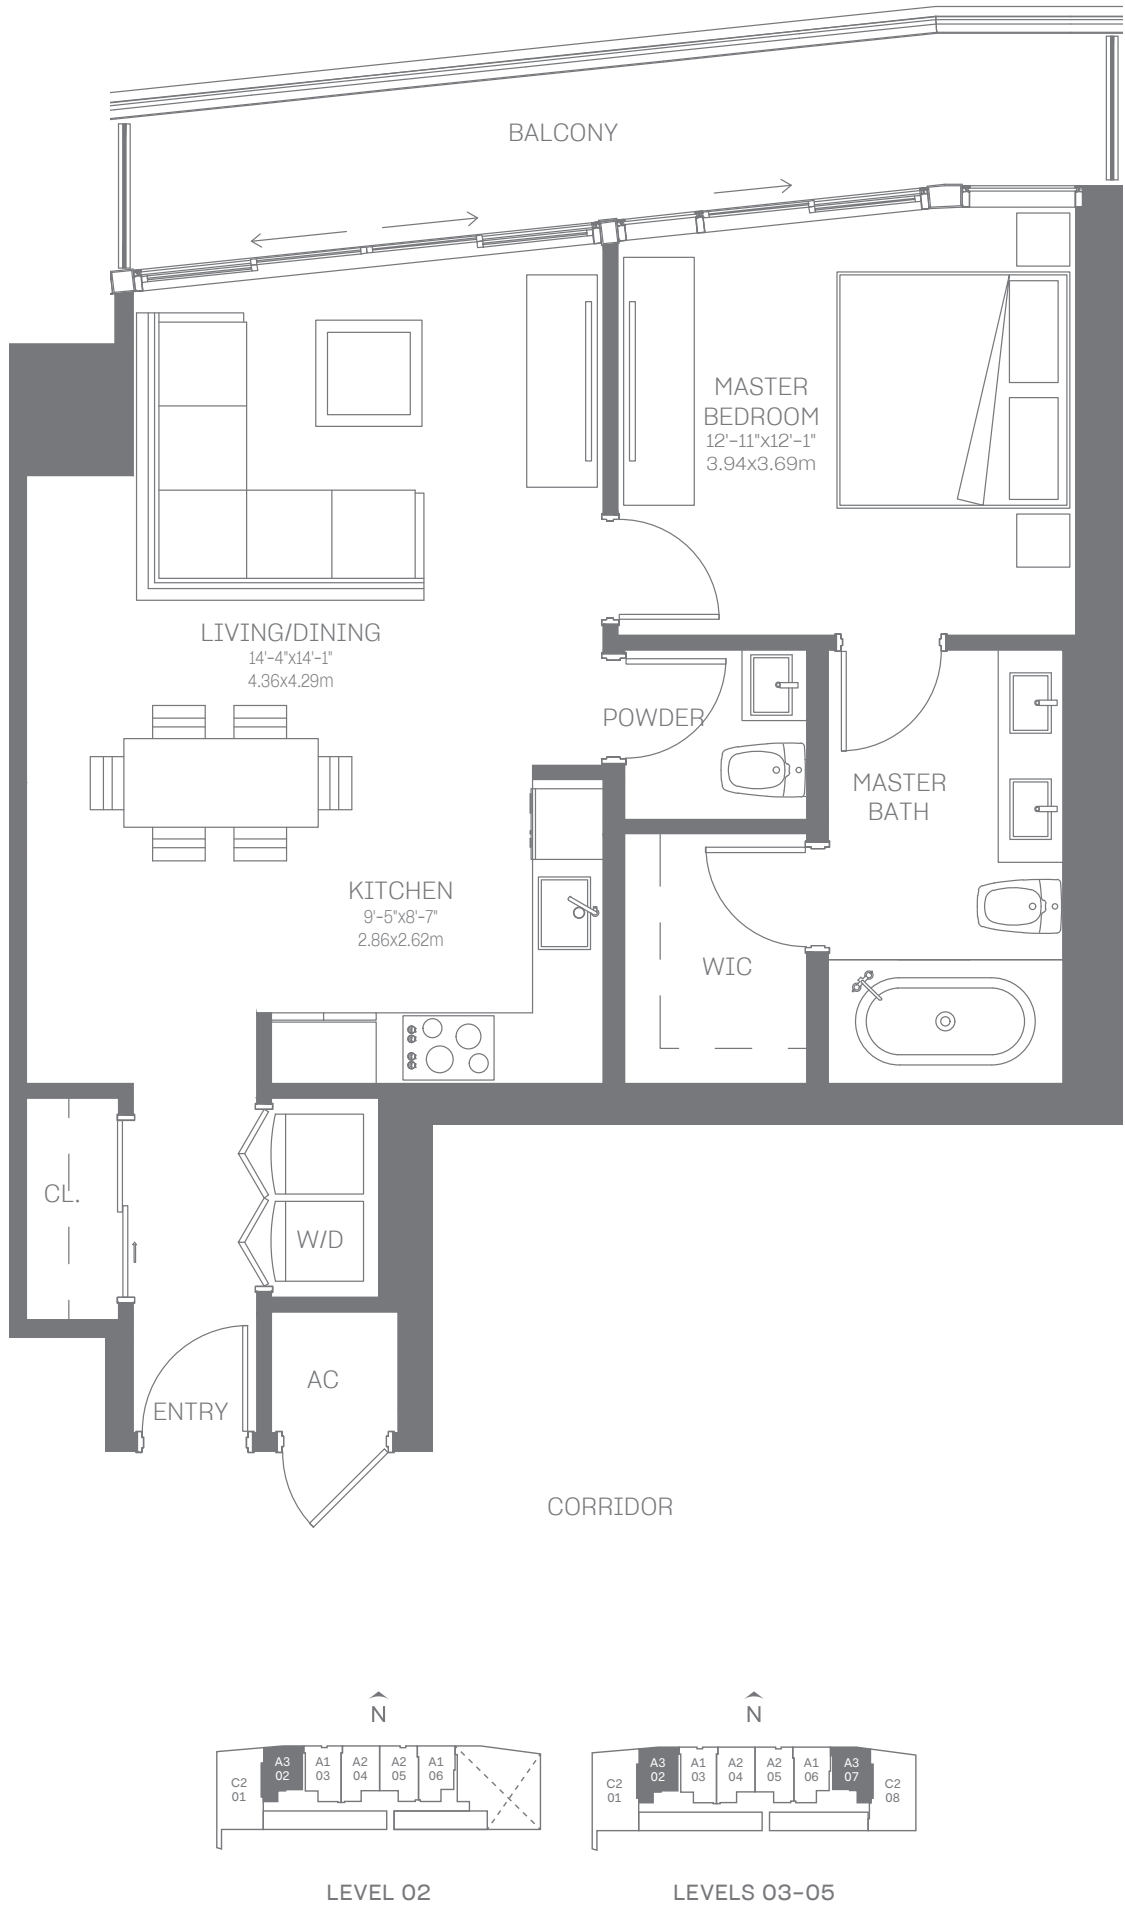 BALCONY
MASTER
BEDROOM
12'-11"x12'-1"
3.94x3.69m
LIVING/DINING
14'-4"x14'-1"
4.36x4.29m
POWDER
MASTER
BATH
KITCHEN
9'-5"x8'-7"
2.86x2.62m
WIC
CL.
W/D
AC
ENTRY
CORRIDOR
N
A3
02
A1
03
A2
04
A2
05
A1
06
C2
01
LEVEL 02
N
A3
02
A1
03
A2
04
A2
05
A1
06
A3
07
C2
01
C2
08
LEVELS 03-05